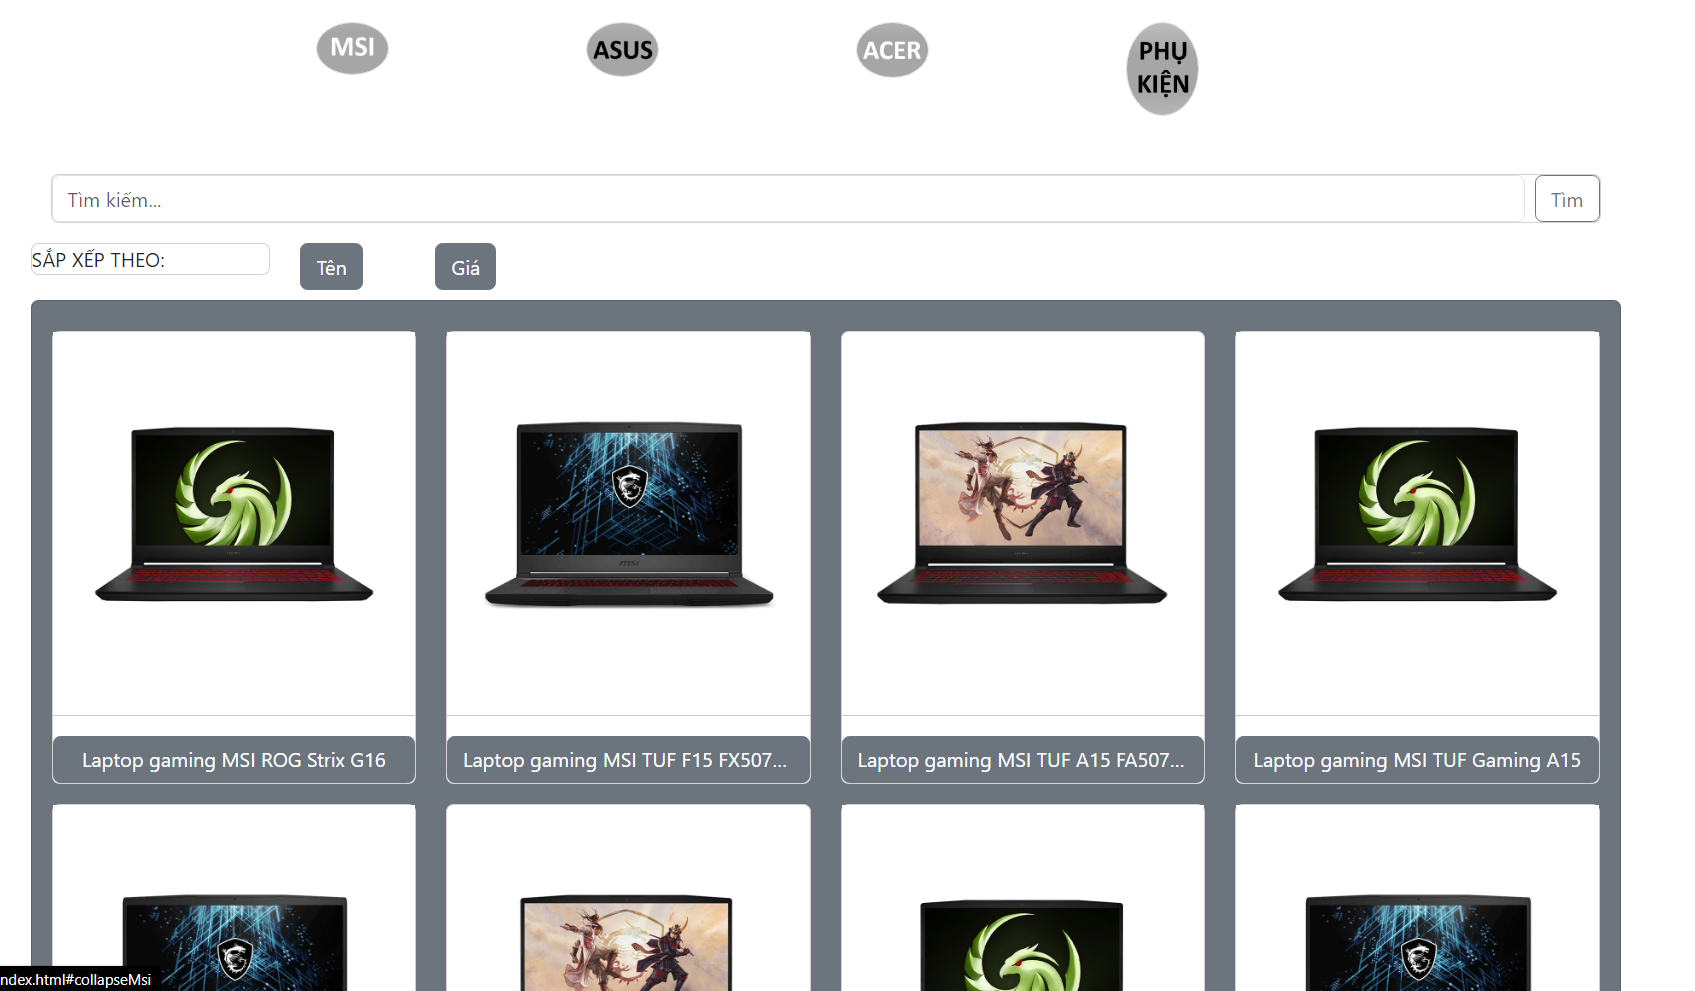 MSI
ASUS
ACER
PHỤ
KIỆN
Tìm kiếm...
Tìm
SẮP XẾP THEO:
Tên
Giá
msi
Laptop gaming MSI ROG Strix G16
Laptop gaming MSI TUF F15 FX507...
Laptop gaming MSI TUF A15 FA507...
Laptop gaming MSI TUF Gaming A15
ndex.html#collapseMsi